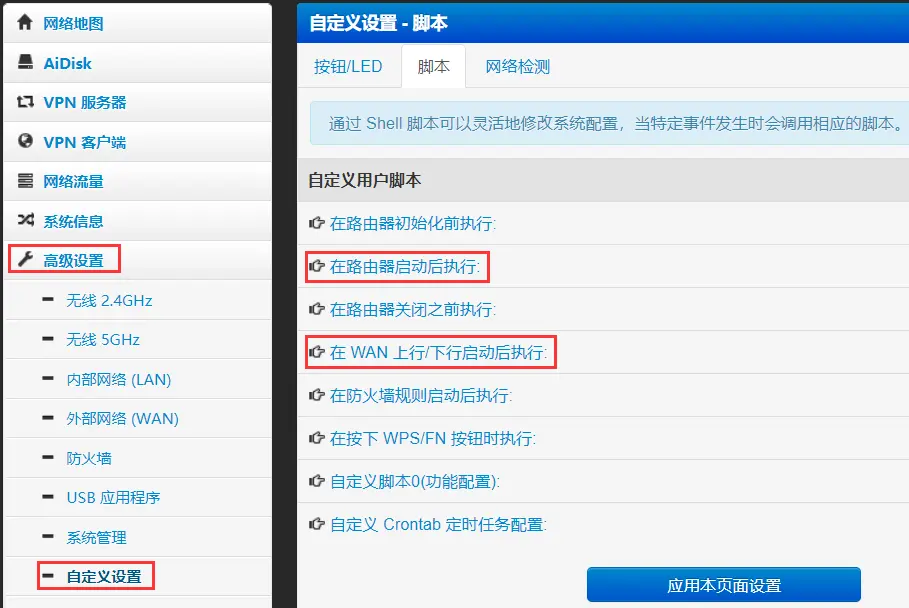 网络地图
AiDisk
VPN 服务器
VPN 客户端
网络流量
系统信息
高级设置
无线 2.4GHz
无线 5GHz
内部网络 (LAN)
外部网络 (WAN)
防火墙
USB 应用程序
系统管理
自定义设置
自定义设置 - 脚本
按钮/LED
脚本
网络检测
通过 Shell 脚本可以灵活地修改系统配置，当特定事件发生时会调用相应的脚本。
自定义用户脚本
在路由器初始化前执行:
在路由器启动后执行:
在路由器关闭之前执行:
在 WAN 上行/下行启动后执行:
在防火墙规则启动后执行:
在按下 WPS/FN 按钮时执行:
自定义脚本0(功能配置):
自定义 Crontab 定时任务配置:
应用本页面设置